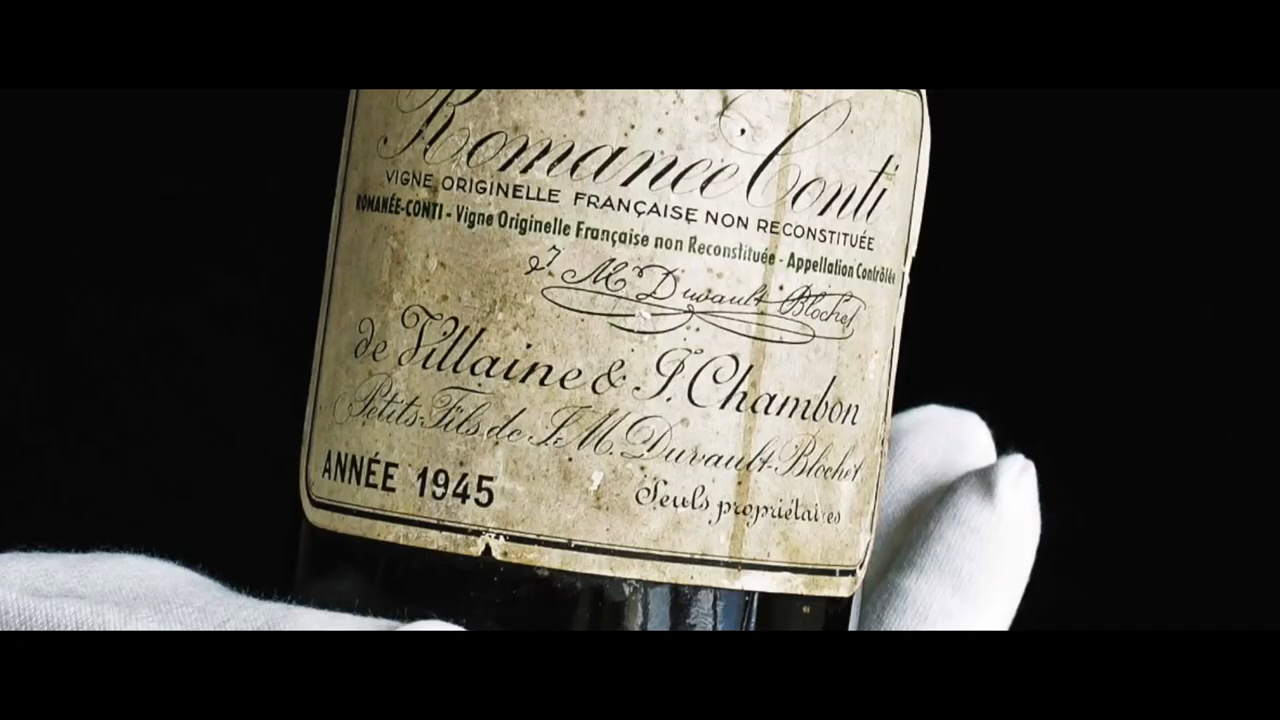 Romanée Conti
VIGNE ORIGINELLE FRANÇAISE NON RECONSTITUÉE
ROMANÉE-CONTI - Vigne Originelle Française non Reconstituée - Appellation Contrôlée
J M Duvault Blochet
de Villaine & J. Chambon
Petits-Fils de J. M. Duvault-Blochet
ANNÉE 1945
Seuls propriétaires